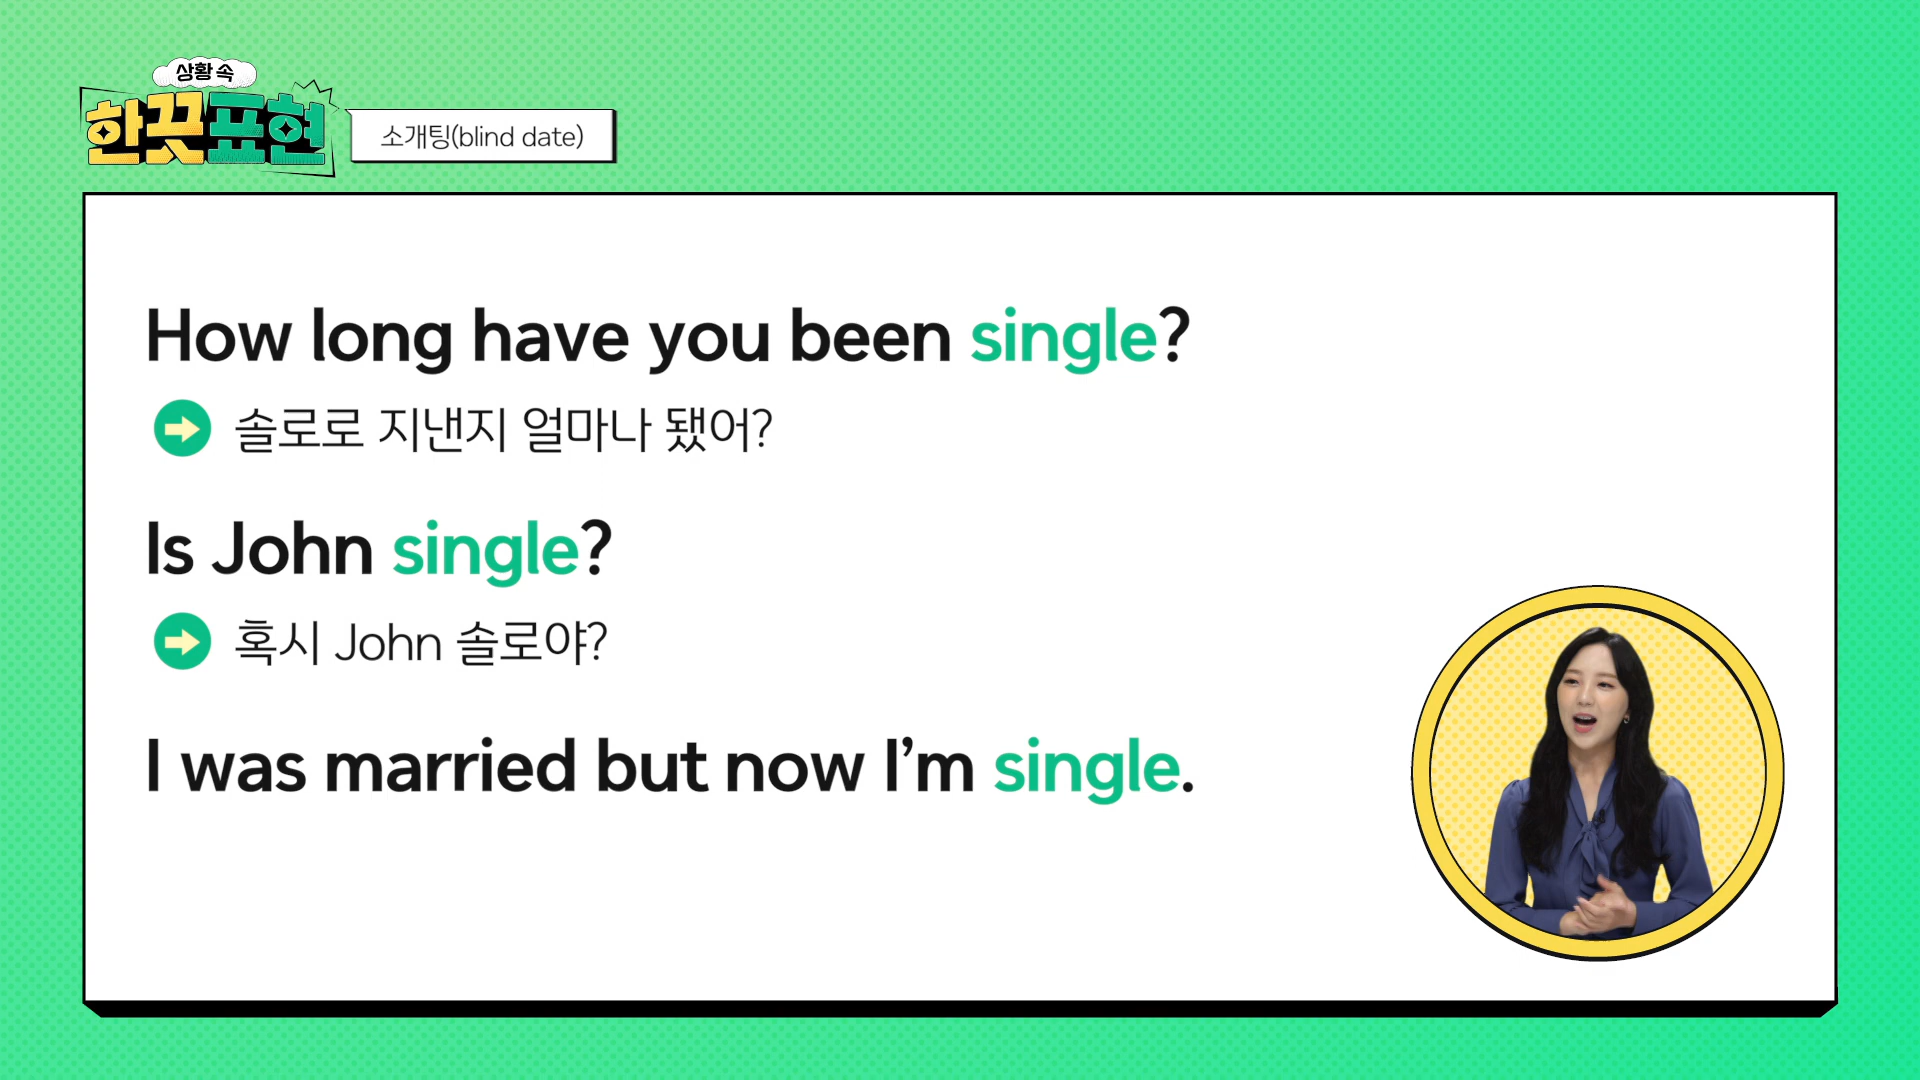 상황 속
한끗표현
소개팅(blind date)
How long have you been single?
솔로로 지낸지 얼마나 됐어?
Is John single?
혹시 John 솔로야?
I was married but now I’m single.